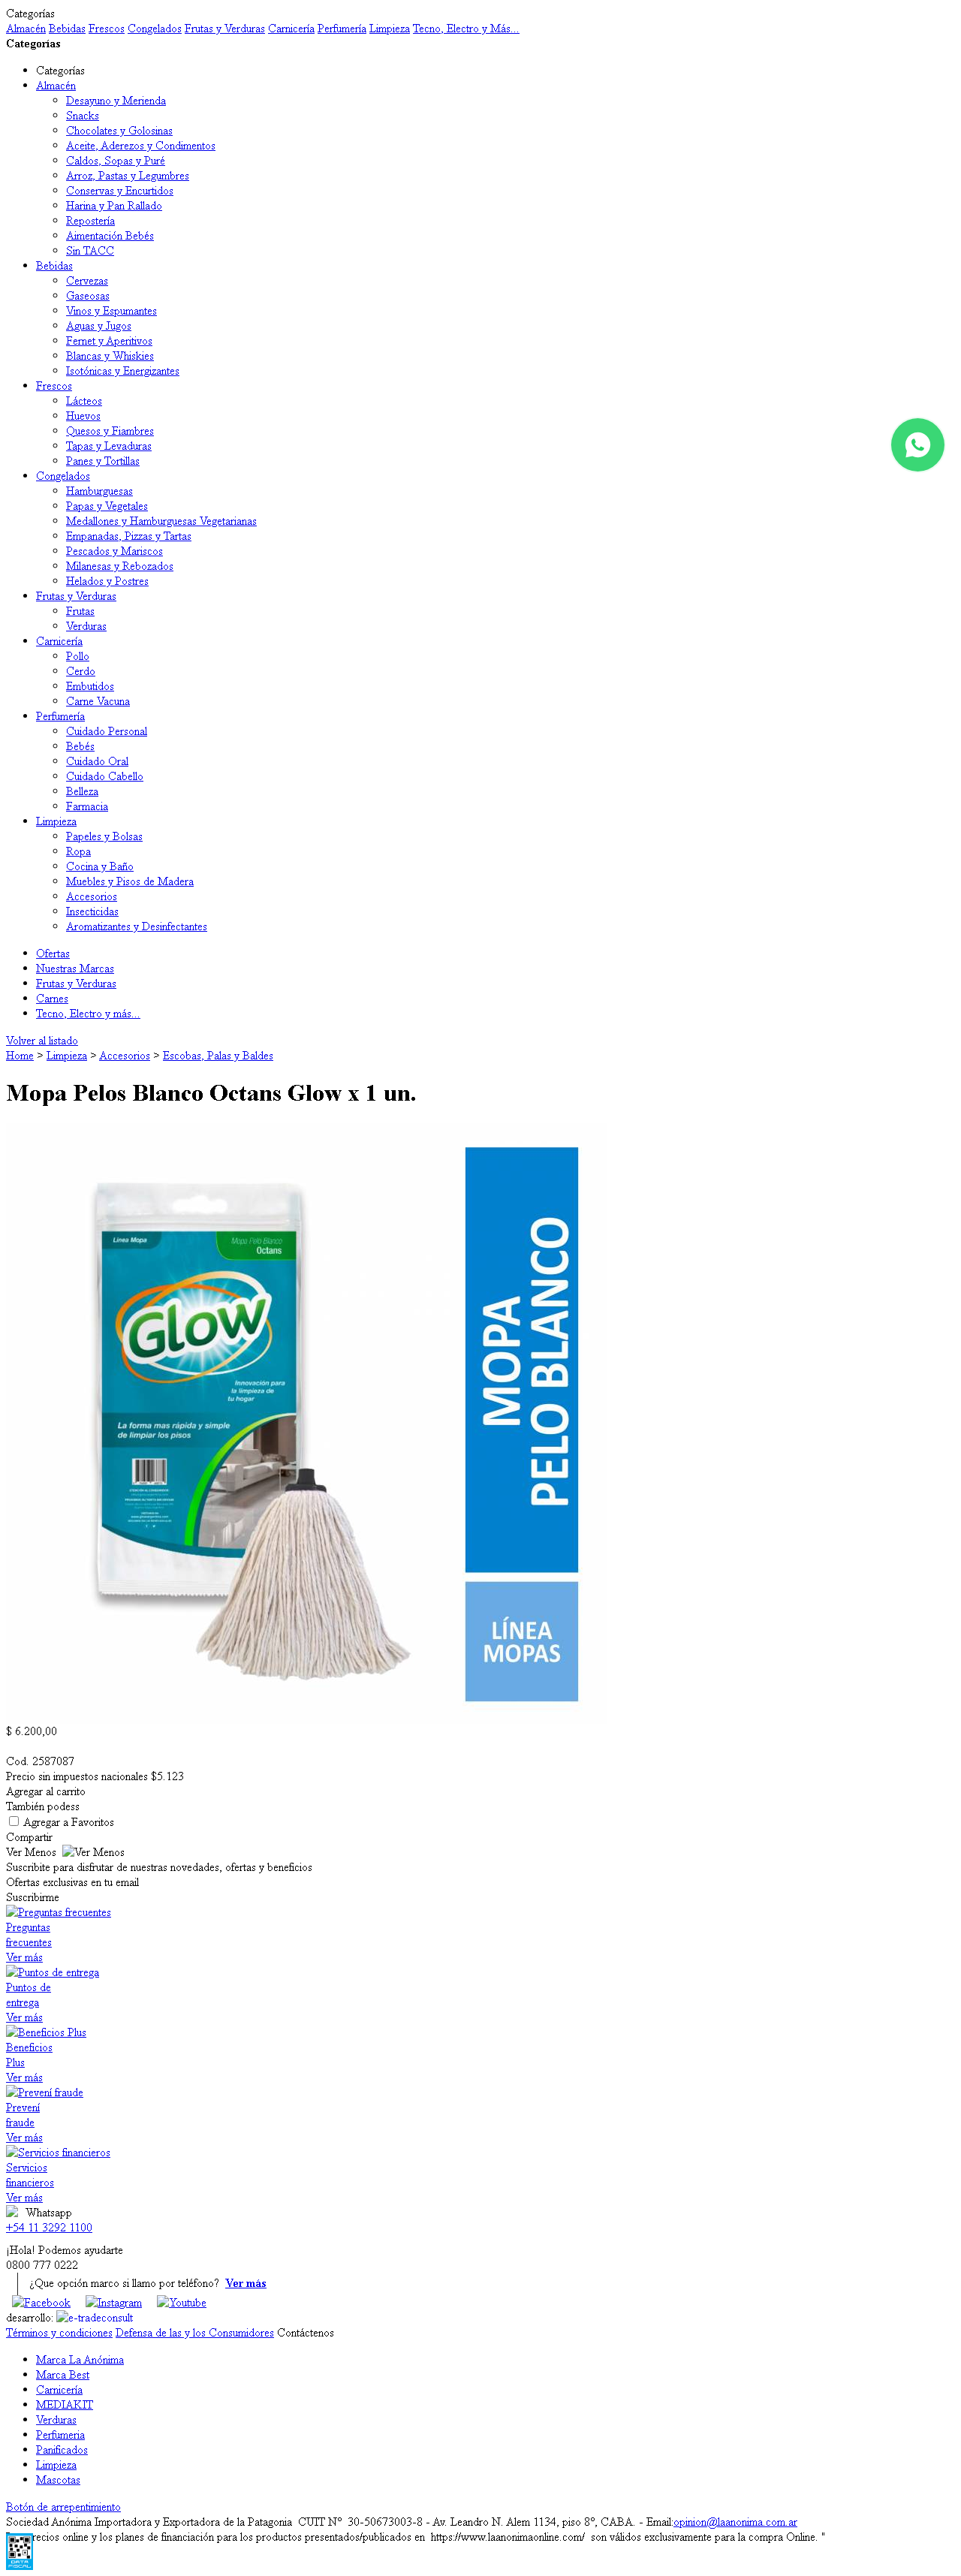 Categorías
Almacén Bebidas Frescos Congelados Frutas y Verduras Carnicería Perfumería Limpieza Tecno, Electro y Más...
Categorías
Categorías
Almacén
Desayuno y Merienda
Snacks
Chocolates y Golosinas
Aceite, Aderezos y Condimentos
Caldos, Sopas y Puré
Arroz, Pastas y Legumbres
Conservas y Encurtidos
Harina y Pan Rallado
Repostería
Aimentación Bebés
Sin TACC
Bebidas
Cervezas
Gaseosas
Vinos y Espumantes
Aguas y Jugos
Fernet y Aperitivos
Blancas y Whiskies
Isotónicas y Energizantes
Frescos
Lácteos
Huevos
Quesos y Fiambres
Tapas y Levaduras
Panes y Tortillas
Congelados
Hamburguesas
Papas y Vegetales
Medallones y Hamburguesas Vegetarianas
Empanadas, Pizzas y Tartas
Pescados y Mariscos
Milanesas y Rebozados
Helados y Postres
Frutas y Verduras
Frutas
Verduras
Carnicería
Pollo
Cerdo
Embutidos
Carne Vacuna
Perfumería
Cuidado Personal
Bebés
Cuidado Oral
Cuidado Cabello
Belleza
Farmacia
Limpieza
Papeles y Bolsas
Ropa
Cocina y Baño
Muebles y Pisos de Madera
Accesorios
Insecticidas
Aromatizantes y Desinfectantes
Ofertas
Nuestras Marcas
Frutas y Verduras
Carnes
Tecno, Electro y más...
Volver al listado
Home > Limpieza > Accesorios > Escobas, Palas y Baldes
Mopa Pelos Blanco Octans Glow x 1 un.
Línea Mopa
Mopa Pelo Blanco
Octans
Glow
Innovación para
la limpieza de
tu hogar
La forma mas rápida y simple
de limpiar los pisos
MOPA
PELO BLANCO
LÍNEA
MOPAS
$ 6.200,00
Cod. 2587087
Precio sin impuestos nacionales $5.123
Agregar al carrito
También podess
Agregar a Favoritos
Compartir
Ver Menos Ver Menos
Suscribite para disfrutar de nuestras novedades, ofertas y beneficios
Ofertas exclusivas en tu email
Suscribirme
Preguntas frecuentes
Preguntas
frecuentes
Ver más
Puntos de entrega
Puntos de
entrega
Ver más
Beneficios Plus
Beneficios
Plus
Ver más
Prevení fraude
Prevení
fraude
Ver más
Servicios financieros
Servicios
financieros
Ver más
Whatsapp
+54 11 3292 1100
¡Hola! Podemos ayudarte
0800 777 0222
¿Que opción marco si llamo por teléfono? Ver más
Facebook Instagram Youtube
desarrollo: e-tradeconsult
Términos y condiciones Defensa de las y los Consumidores Contáctenos
Marca La Anónima
Marca Best
Carnicería
MEDIAKIT
Verduras
Perfumeria
Panificados
Limpieza
Mascotas
Botón de arrepentimiento
Sociedad Anónima Importadora y Exportadora de la Patagonia CUIT Nº 30-50673003-8 - Av. Leandro N. Alem 1134, piso 8º, CABA. - Email:opinion@laanonima.com.ar
recios online y los planes de financiación para los productos presentados/publicados en https://www.laanonimaonline.com/ son válidos exclusivamente para la compra Online. "
DATA
FISCAL